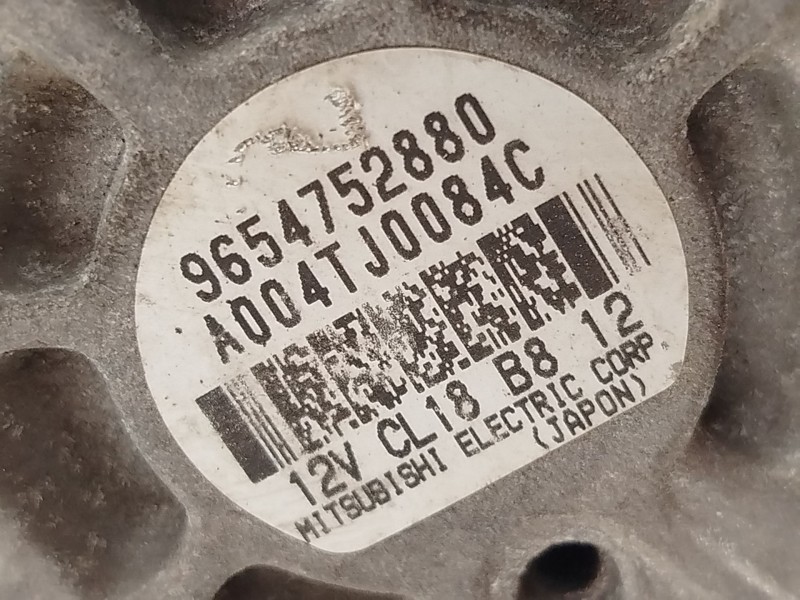 9654752880
A004TJ0084C
12V CL18 B8 12
MITSUBISHI ELECTRIC CORP
(JAPON)